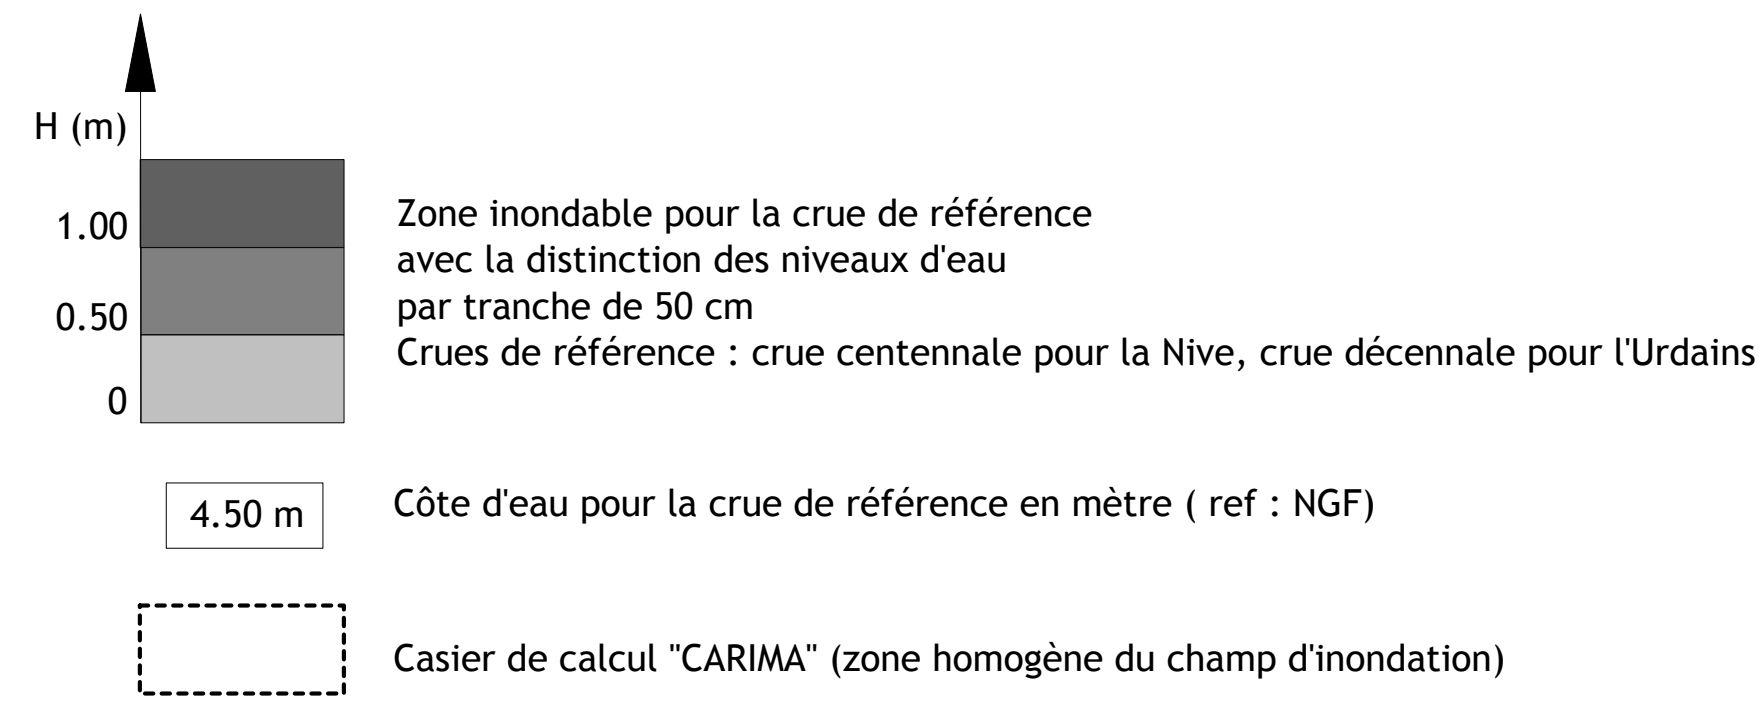 H (m)
1.00
0.50
0
Zone inondable pour la crue de référence
avec la distinction des niveaux d'eau
par tranche de 50 cm
Crues de référence : crue centennale pour la Nive, crue décennale pour l'Urdains
4.50 m
Côte d'eau pour la crue de référence en mètre ( ref : NGF)
Casier de calcul "CARIMA" (zone homogène du champ d'inondation)